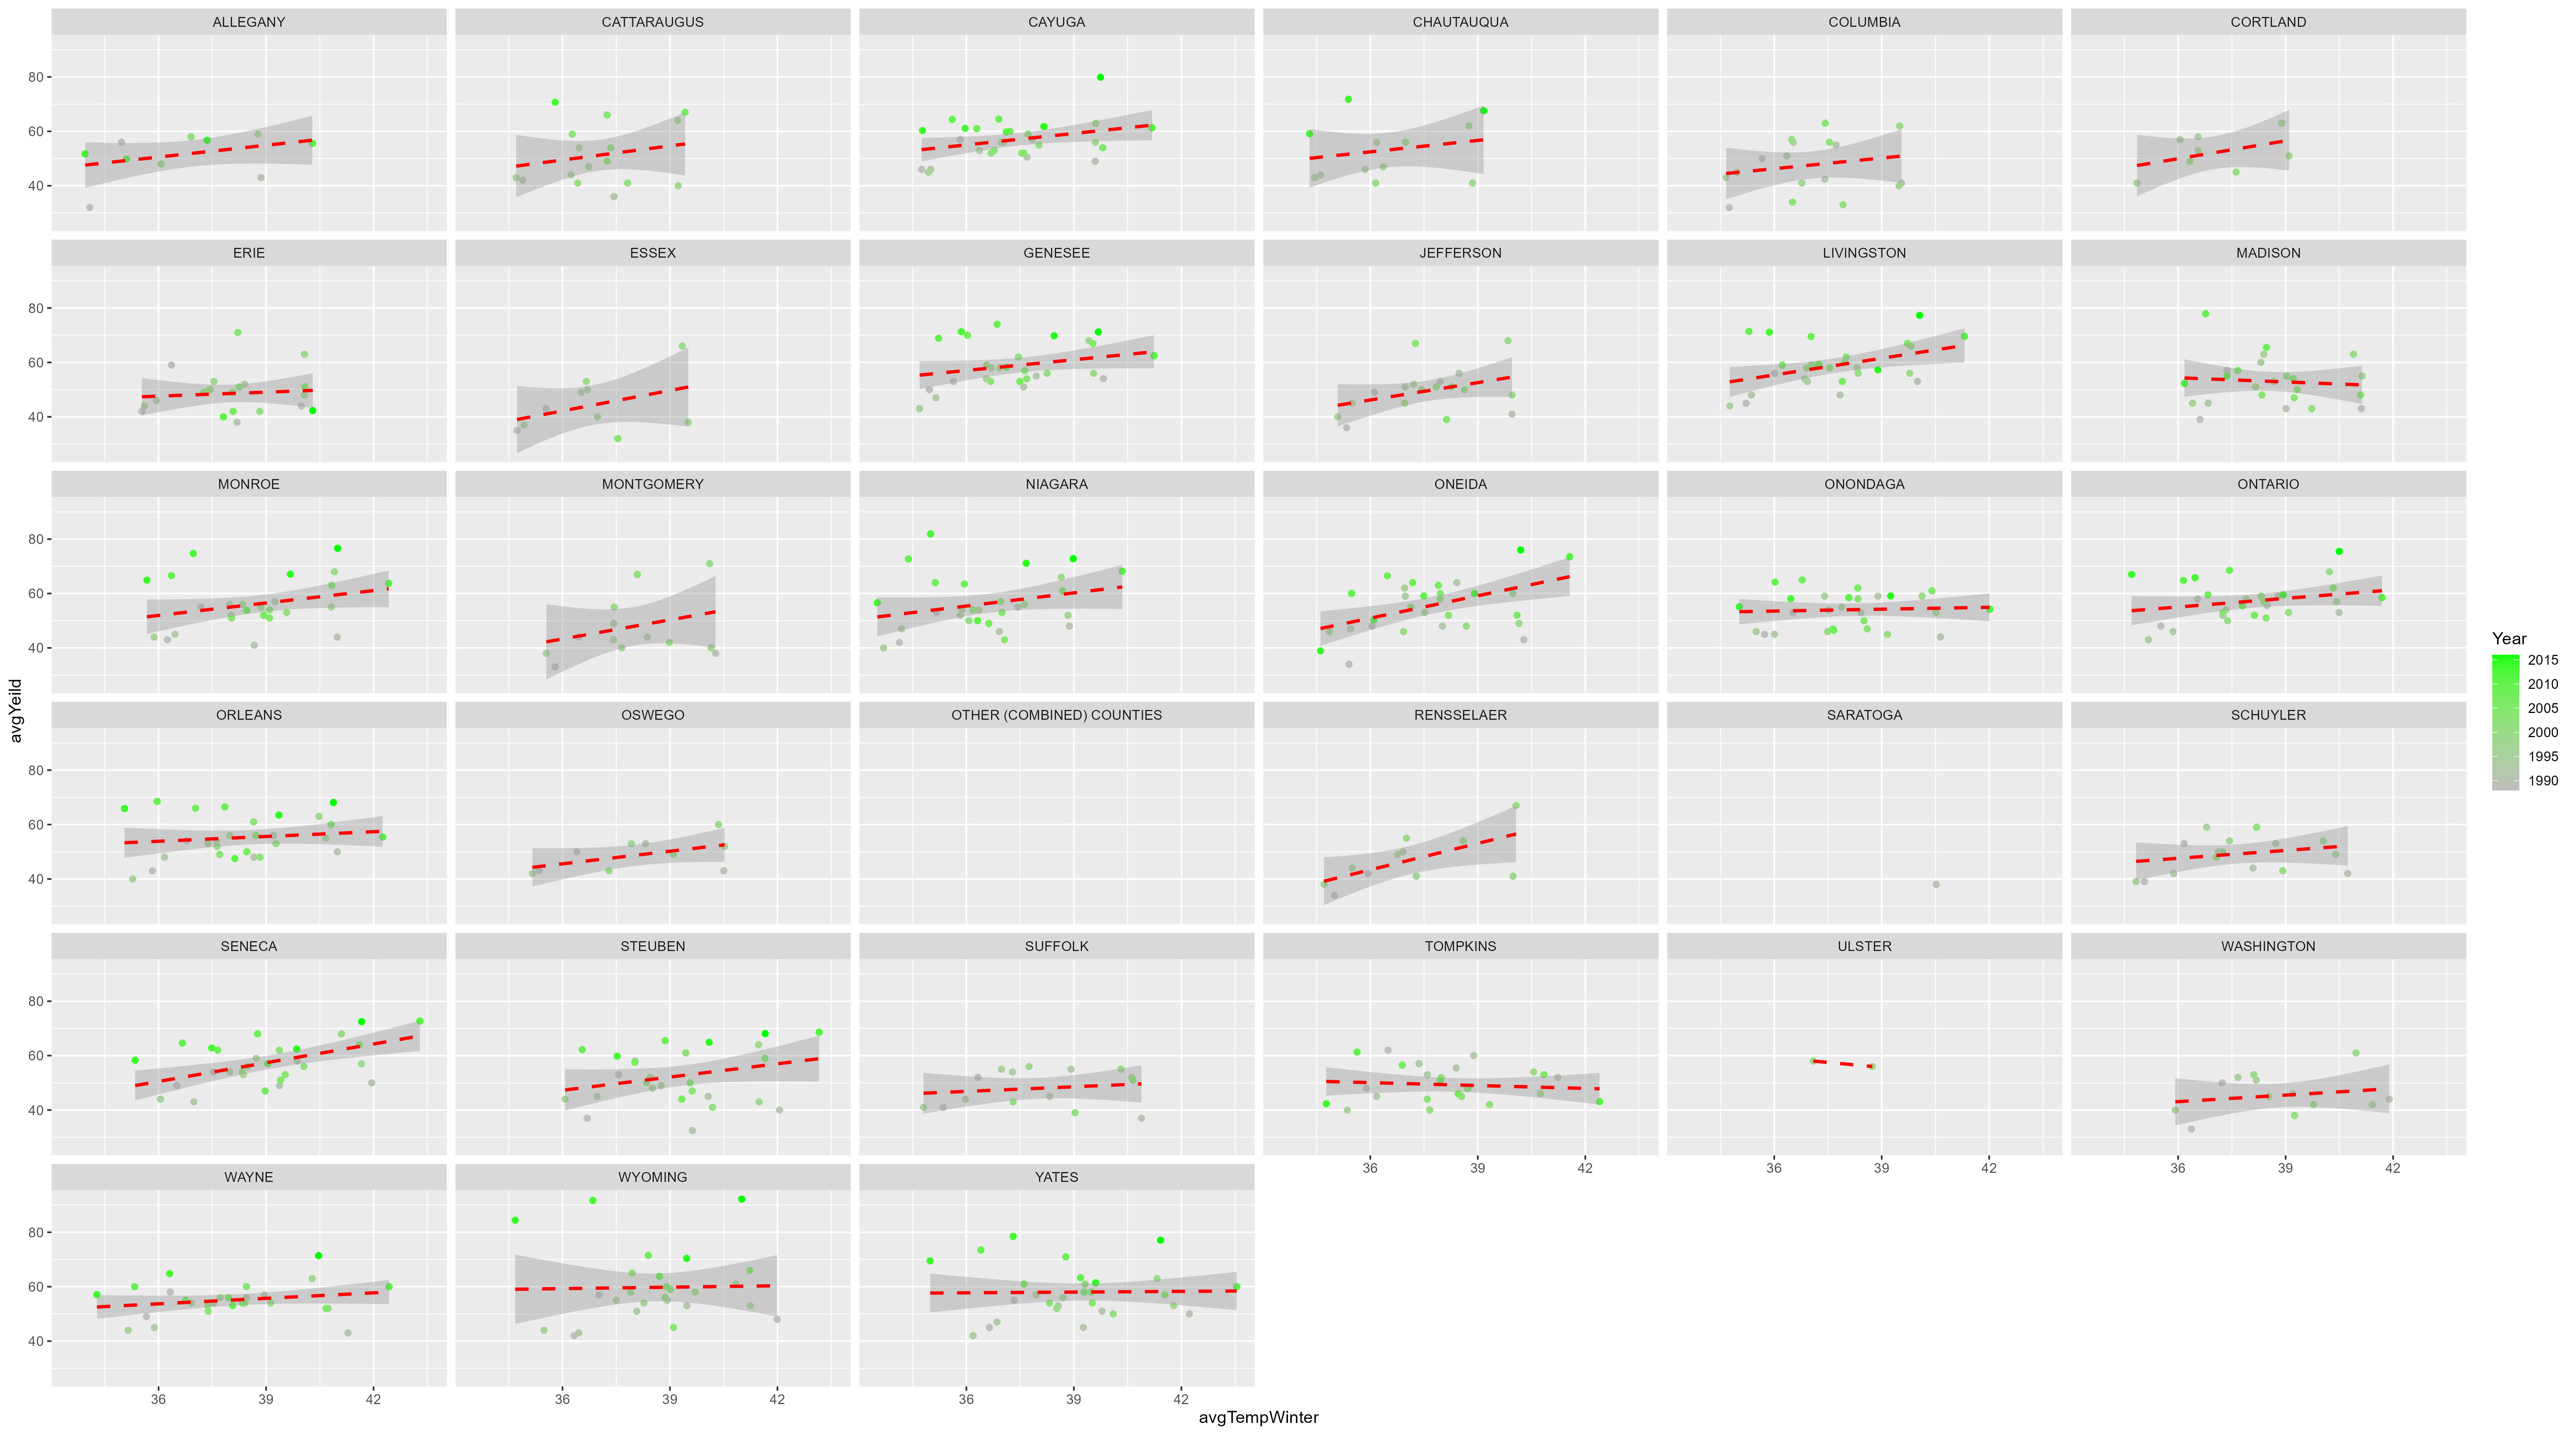 ALLEGANY CATTARAUGUS CAYUGA CHAUTAUQUA COLUMBIA CORTLAND
80
60
40
ERIE ESSEX GENESEE JEFFERSON LIVINGSTON MADISON
80
60
40
MONROE MONTGOMERY NIAGARA ONEIDA ONONDAGA ONTARIO
80
60
40
avgYeild
Year
2015
2010
2005
2000
1995
1990
ORLEANS OSWEGO OTHER (COMBINED) COUNTIES RENSSELAER SARATOGA SCHUYLER
80
60
40
SENECA STEUBEN SUFFOLK TOMPKINS ULSTER WASHINGTON
80
60
40
36 39 42 36 39 42 36 39 42
WAYNE WYOMING YATES
80
60
40
36 39 42 36 39 42 36 39 42
avgTempWinter